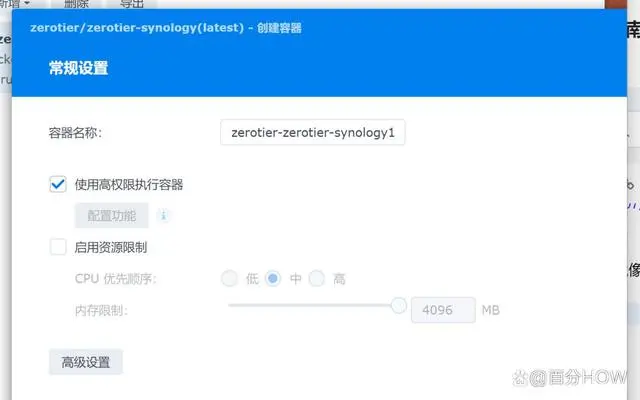 新增 删除 导出
zerotier/zerotier-synology(latest) - 创建容器
常规设置
容器名称：
zerotier-zerotier-synology1
使用高权限执行容器
配置功能
启用资源限制
CPU 优先顺序：
低 中 高
内存限制：
4096 MB
高级设置
@百分HOW